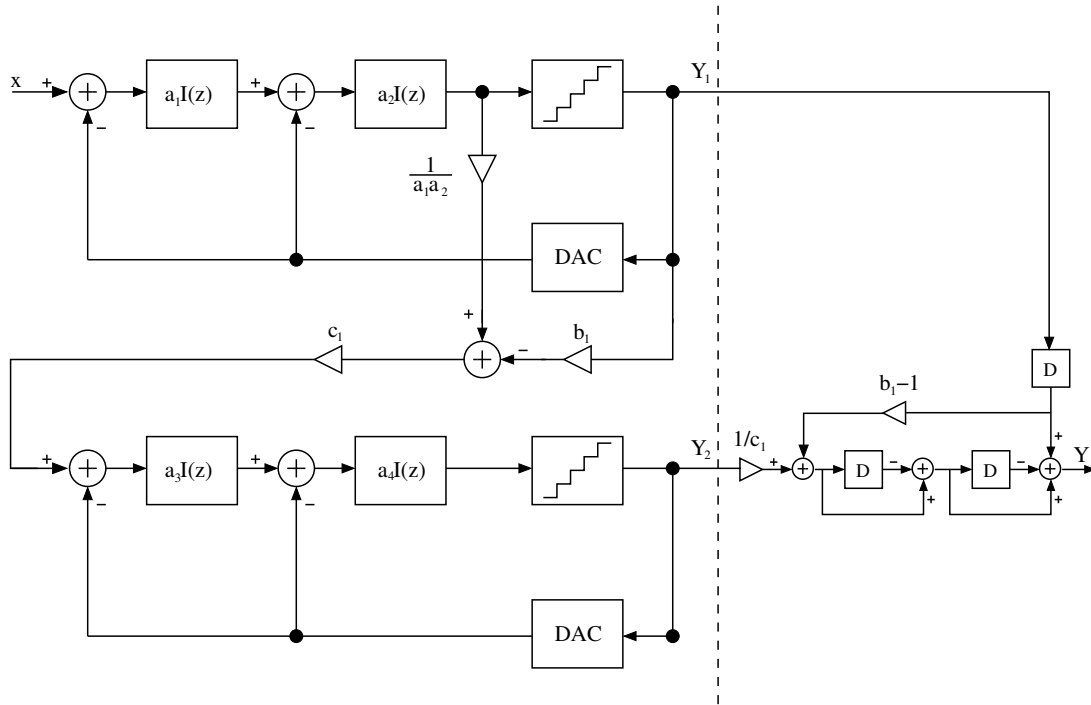 x + − a₁I(z) + − a₂I(z) Y₁
1
a₁a₂
DAC
+
c₁ − b₁
D
b₁−1
+ − a₃I(z) + − a₄I(z) Y₂ 1/c₁ + D − + D − + + + Y
DAC